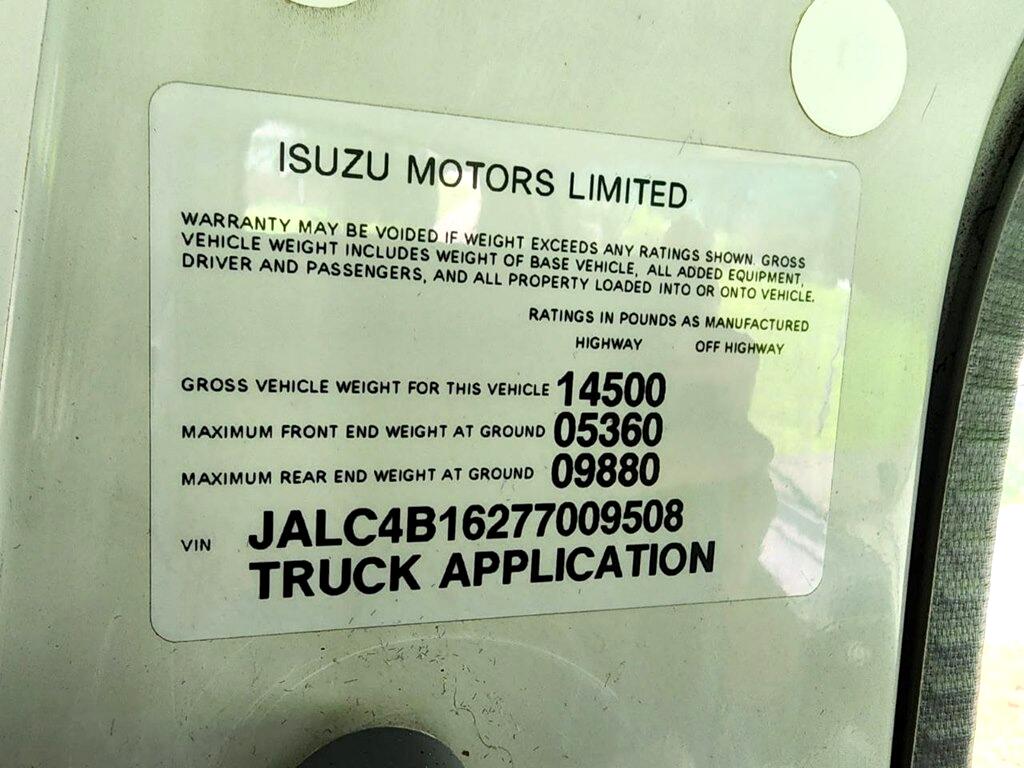 ISUZU MOTORS LIMITED
WARRANTY MAY BE VOIDED IF WEIGHT EXCEEDS ANY RATINGS SHOWN. GROSS
VEHICLE WEIGHT INCLUDES WEIGHT OF BASE VEHICLE, ALL ADDED EQUIPMENT,
DRIVER AND PASSENGERS, AND ALL PROPERTY LOADED INTO OR ONTO VEHICLE.
RATINGS IN POUNDS AS MANUFACTURED
HIGHWAY OFF HIGHWAY
GROSS VEHICLE WEIGHT FOR THIS VEHICLE 14500
MAXIMUM FRONT END WEIGHT AT GROUND 05360
MAXIMUM REAR END WEIGHT AT GROUND 09880
VIN JALC4B16277009508
TRUCK APPLICATION